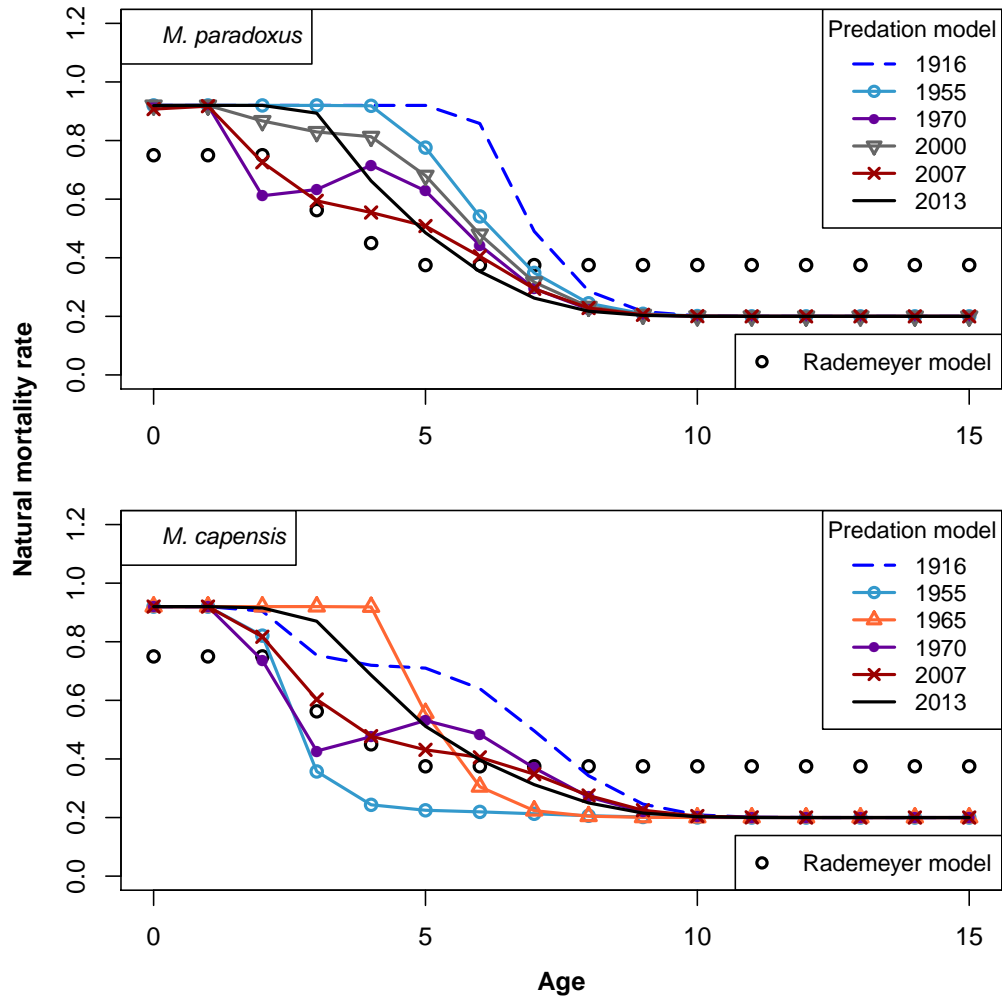 Natural mortality rate
M. paradoxus
Predation model
1916
1955
1970
2000
2007
2013
Rademeyer model
1.2
1.0
0.8
0.6
0.4
0.2
0.0
0 5 10 15
M. capensis
Predation model
1916
1955
1965
1970
2007
2013
Rademeyer model
1.2
1.0
0.8
0.6
0.4
0.2
0.0
0 5 10 15
Age